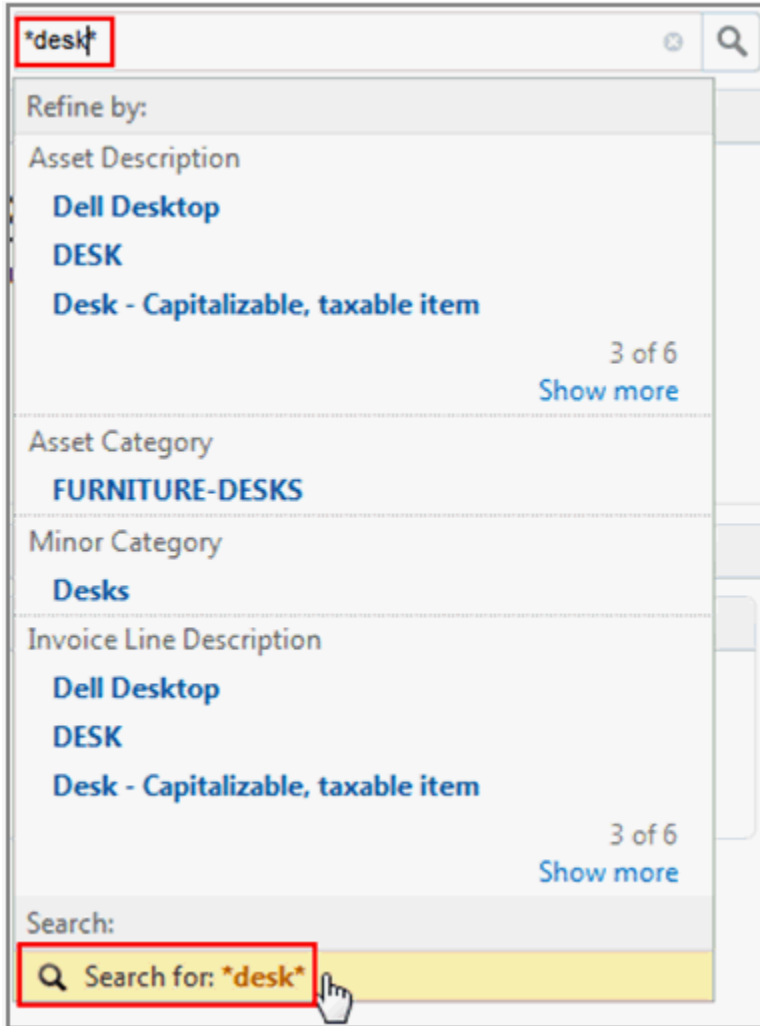 *desk*
Refine by:
Asset Description
Dell Desktop
DESK
Desk - Capitalizable, taxable item
3 of 6
Show more
Asset Category
FURNITURE-DESKS
Minor Category
Desks
Invoice Line Description
Dell Desktop
DESK
Desk - Capitalizable, taxable item
3 of 6
Show more
Search:
Search for: *desk*